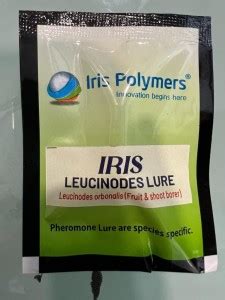 Iris Polymers®
Innovation begins here
IRIS
LEUCINODES LURE
Leucinodes orbonalis (Fruit & shoot borer)
Pheromone Lure are species specific.